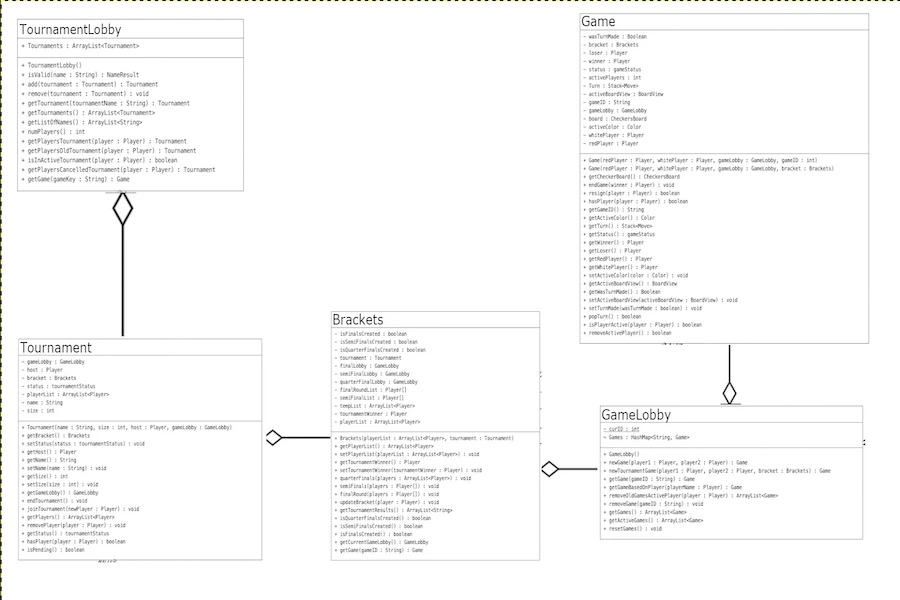 TournamentLobby
+ Tournaments : ArrayList<Tournament>
+ TournamentLobby()
+ isValid(name : String) : NameResult
+ add(tournament : Tournament) : Tournament
+ remove(tournament : Tournament) : void
+ getTournament(tournamentName : String) : Tournament
+ getTournaments() : ArrayList<Tournament>
+ getListOfNames() : ArrayList<String>
+ numPlayers() : int
+ getPlayersTournament(player : Player) : Tournament
+ getPlayersOldTournament(player : Player) : Tournament
+ isInActiveTournament(player : Player) : boolean
+ getPlayersCancelledTournament(player : Player) : Tournament
+ getGame(gameKey : String) : Game
Game
- wasTurnMade : Boolean
- bracket : Brackets
- loser : Player
- winner : Player
- status : gameStatus
- activePlayers : int
- Turn : Stack<Move>
- activeBoardView : BoardView
- gameID : String
- gameLobby : GameLobby
- board : CheckersBoard
- activeColor : Color
- whitePlayer : Player
- redPlayer : Player
+ Game(redPlayer : Player, whitePlayer : Player, gameLobby : GameLobby, gameID : int)
+ Game(redPlayer : Player, whitePlayer : Player, gameLobby : GameLobby, bracket : Brackets)
+ getCheckerBoard() : CheckersBoard
+ endGame(winner : Player) : void
+ resign(player : Player) : boolean
+ hasPlayer(player : Player) : boolean
+ getGameID() : String
+ getActiveColor() : Color
+ getTurn() : Stack<Move>
+ getStatus() : gameStatus
+ getWinner() : Player
+ getLoser() : Player
+ getRedPlayer() : Player
+ getWhitePlayer() : Player
+ setActiveColor(color : Color) : void
+ getActiveBoardView() : BoardView
+ getWasTurnMade() : Boolean
+ setActiveBoardView(activeBoardView : BoardView) : void
+ setTurnMade(wasTurnMade : boolean) : void
+ popTurn() : boolean
+ isPlayerActive(player : Player) : boolean
+ removeActivePlayer() : boolean
Tournament
- gameLobby : GameLobby
- host : Player
- bracket : Brackets
- status : tournamentStatus
- playerList : ArrayList<Player>
- name : String
- size : int
+ Tournament(name : String, size : int, host : Player, gameLobby : GameLobby)
+ getBracket() : Brackets
+ setStatus(status : tournamentStatus) : void
+ getHost() : Player
+ getName() : String
+ setName(name : String) : void
+ getSize() : int
+ setSize(size : int) : void
+ getGameLobby() : GameLobby
+ endTournament() : void
+ joinTournament(newPlayer : Player) : void
+ getPlayers() : ArrayList<Player>
+ removePlayer(player : Player) : void
+ getStatus() : tournamentStatus
+ hasPlayer(player : Player) : boolean
+ isPending() : boolean
Brackets
- isFinalsCreated : boolean
- isSemiFinalsCreated : boolean
- isQuarterFinalsCreated : boolean
- tournament : Tournament
- finalLobby : GameLobby
- semiFinalLobby : GameLobby
- quarterFinalLobby : GameLobby
- finalRoundList : Player[]
- semiFinalList : Player[]
- tempList : ArrayList<Player>
- tournamentWinner : Player
- playerList : ArrayList<Player>
+ Brackets(playerList : ArrayList<Player>, tournament : Tournament)
+ getPlayerList() : ArrayList<Player>
+ setPlayerList(playerList : ArrayList<Player>) : void
+ getTournamentWinner() : Player
+ setTournamentWinner(tournamentWinner : Player) : void
+ quarterFinals(players : ArrayList<Player>) : void
+ semiFinals(players : Player[]) : void
+ finalRound(players : Player[]) : void
+ updateBracket(player : Player) : void
+ getTournamentResults() : ArrayList<String>
+ isQuarterFinalsCreated() : boolean
+ isSemiFinalsCreated() : boolean
+ isFinalsCreated() : boolean
+ getCurrentGameLobby() : GameLobby
+ getGame(gameID : String) : Game
GameLobby
- curID : int
~ Games : HashMap<String, Game>
+ GameLobby()
+ newGame(player1 : Player, player2 : Player) : Game
+ newTournamentGame(player1 : Player, player2 : Player, bracket : Brackets) : Game
+ getGame(gameID : String) : Game
+ getGameBasedOnPlayer(playerName : Player) : Game
+ removeOldGamesActivePlayer(player : Player) : ArrayList<Game>
+ removeGame(gameID : String) : void
+ getGames() : ArrayList<Game>
+ getActiveGames() : ArrayList<Game>
+ resetGames() : void